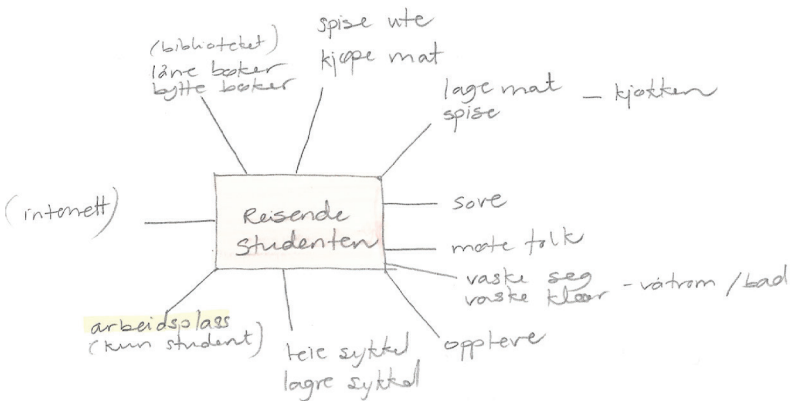 (biblioteket)
låne bøker
bytte bøker
spise ute
kjøpe mat
lage mat - kjøkken
spise
(internett)
Reisende
Studenten
sove
møte folk
vaske seg
vaske klær - våtrom / bad
arbeidsplass
(kun student)
leie sykkel
lagre sykkel
oppleve